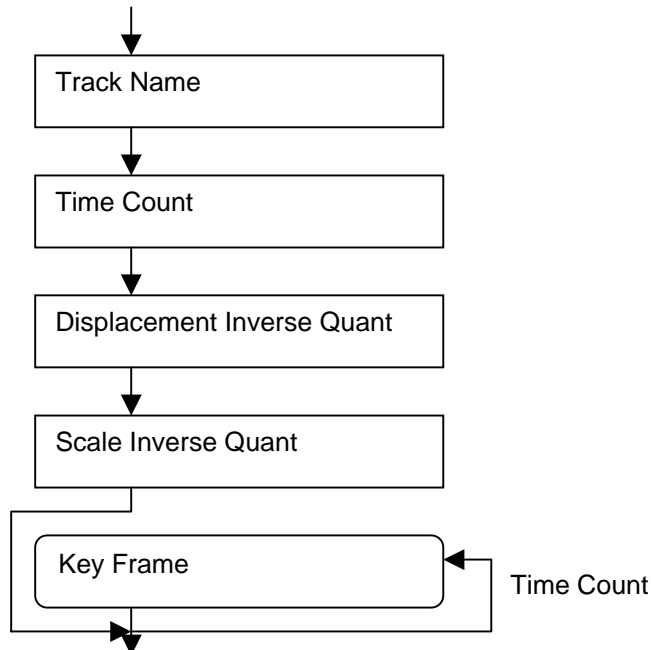 Track Name
Time Count
Displacement Inverse Quant
Scale Inverse Quant
Key Frame
Time Count